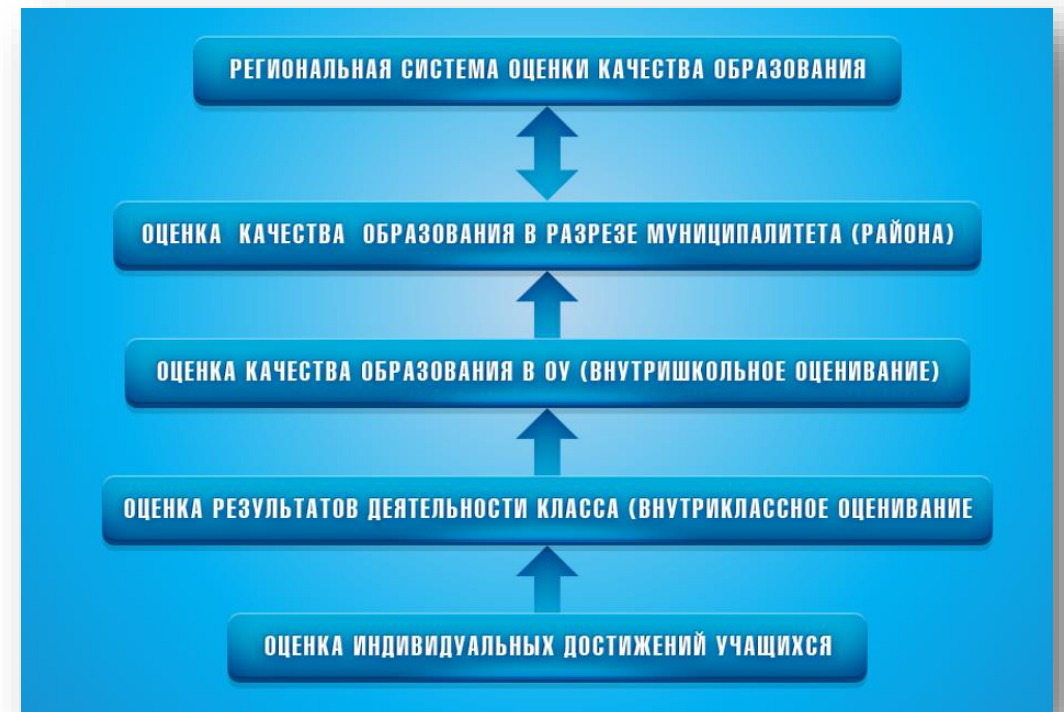 РЕГИОНАЛЬНАЯ СИСТЕМА ОЦЕНКИ КАЧЕСТВА ОБРАЗОВАНИЯ
ОЦЕНКА КАЧЕСТВА ОБРАЗОВАНИЯ В РАЗРЕЗЕ МУНИЦИПАЛИТЕТА (РАЙОНА)
ОЦЕНКА КАЧЕСТВА ОБРАЗОВАНИЯ В ОУ (ВНУТРИШКОЛЬНОЕ ОЦЕНИВАНИЕ)
ОЦЕНКА РЕЗУЛЬТАТОВ ДЕЯТЕЛЬНОСТИ КЛАССА (ВНУТРИКЛАССНОЕ ОЦЕНИВАНИЕ
ОЦЕНКА ИНДИВИДУАЛЬНЫХ ДОСТИЖЕНИЙ УЧАЩИХСЯ